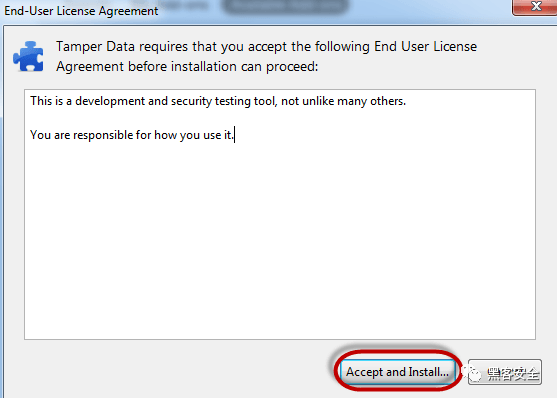 End-User License Agreement
Tamper Data requires that you accept the following End User License
Agreement before installation can proceed:
This is a development and security testing tool, not unlike many others.
You are responsible for how you use it.
Accept and Install...
黑客安全